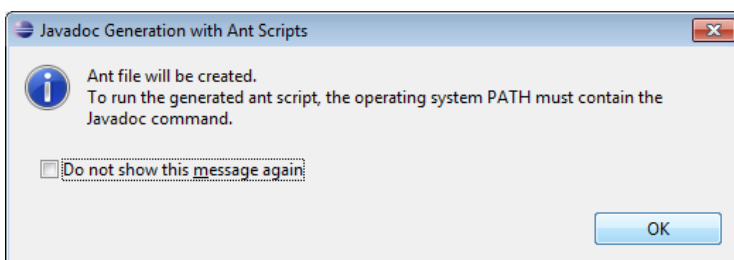 Javadoc Generation with Ant Scripts
Ant file will be created.
To run the generated ant script, the operating system PATH must contain the
Javadoc command.
Do not show this message again
OK